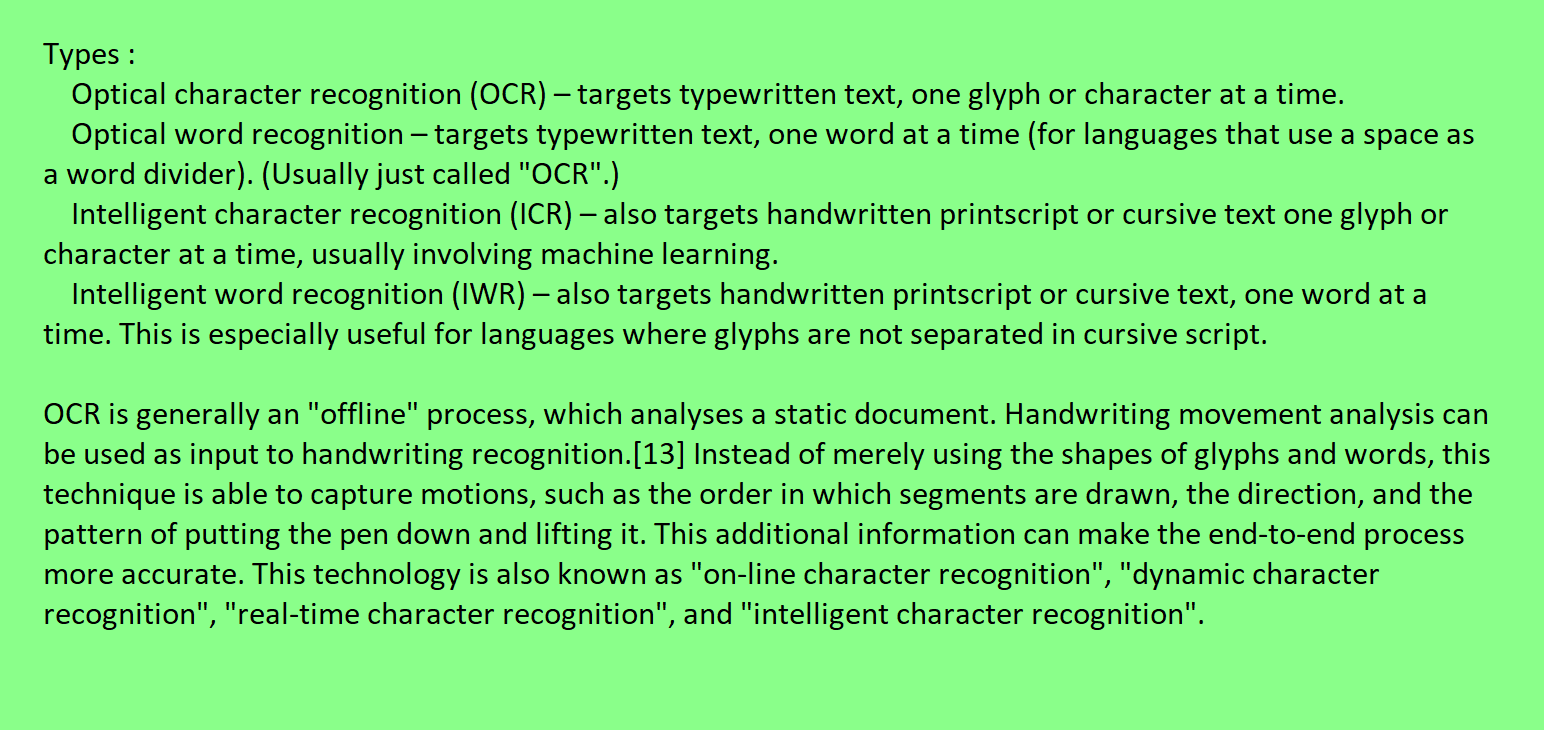 Types :
Optical character recognition (OCR) – targets typewritten text, one glyph or character at a time.
Optical word recognition – targets typewritten text, one word at a time (for languages that use a space as
a word divider). (Usually just called "OCR".)
Intelligent character recognition (ICR) – also targets handwritten printscript or cursive text one glyph or
character at a time, usually involving machine learning.
Intelligent word recognition (IWR) – also targets handwritten printscript or cursive text, one word at a
time. This is especially useful for languages where glyphs are not separated in cursive script.
OCR is generally an "offline" process, which analyses a static document. Handwriting movement analysis can
be used as input to handwriting recognition.[13] Instead of merely using the shapes of glyphs and words, this
technique is able to capture motions, such as the order in which segments are drawn, the direction, and the
pattern of putting the pen down and lifting it. This additional information can make the end-to-end process
more accurate. This technology is also known as "on-line character recognition", "dynamic character
recognition", "real-time character recognition", and "intelligent character recognition".